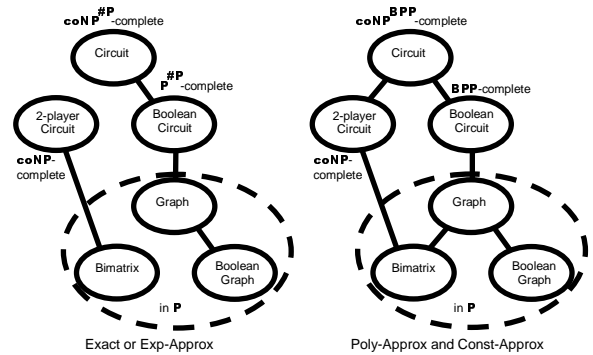 coNP^#P-complete
Circuit
P^#P-complete
2-player
Circuit
Boolean
Circuit
coNP-
complete
Graph
Bimatrix
Boolean
Graph
in P
Exact or Exp-Approx
coNP^BPP-complete
Circuit
BPP-complete
2-player
Circuit
Boolean
Circuit
coNP-
complete
Graph
Bimatrix
Boolean
Graph
in P
Poly-Approx and Const-Approx